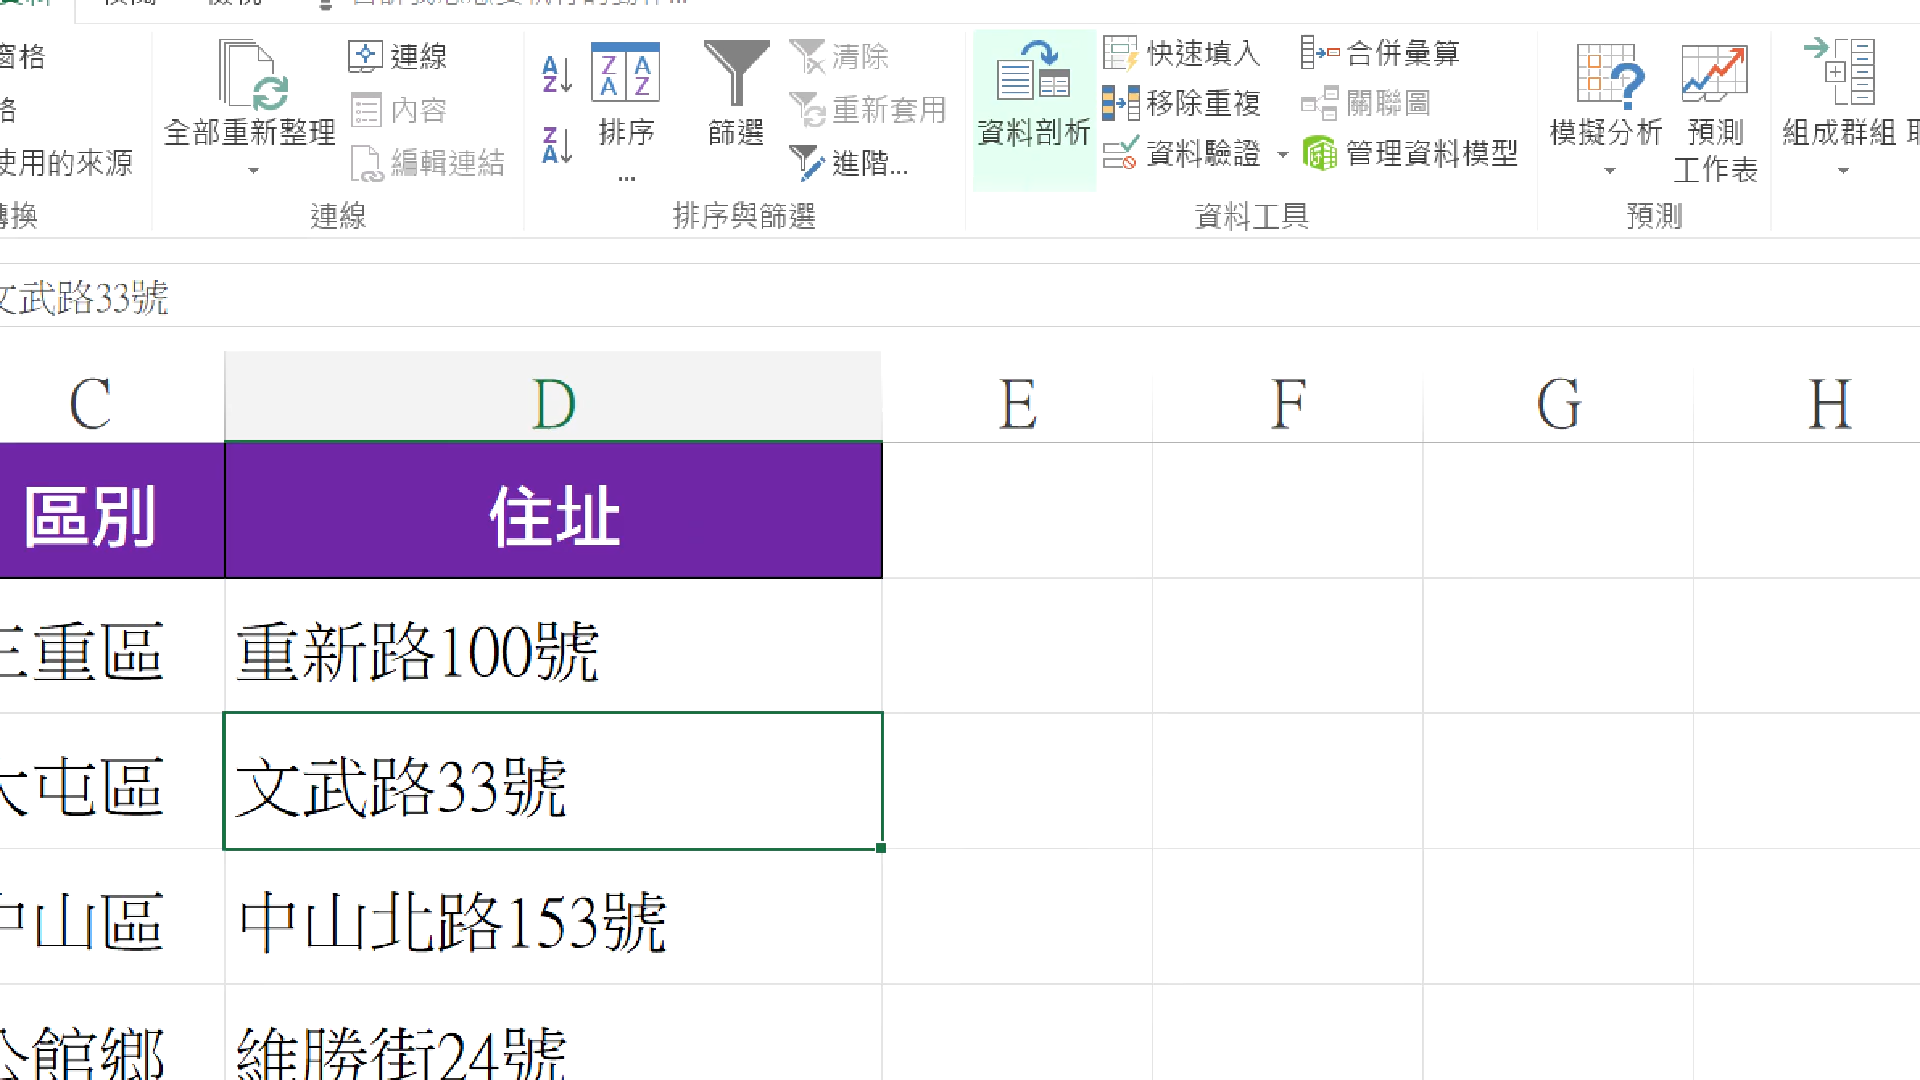 窗格
全部重新整理
連線
內容
編輯連結
連線
排序
...
篩選
清除
重新套用
進階...
排序與篩選
資料剖析
快速填入
移除重複
資料驗證
合併彙算
關聯圖
管理資料模型
資料工具
模擬分析
預測
工作表
預測
組成群組
使用的來源
文武路33號
C D E F G H
區別 住址
三重區 重新路100號
大屯區 文武路33號
中山區 中山北路153號
公館鄉 維勝街24號